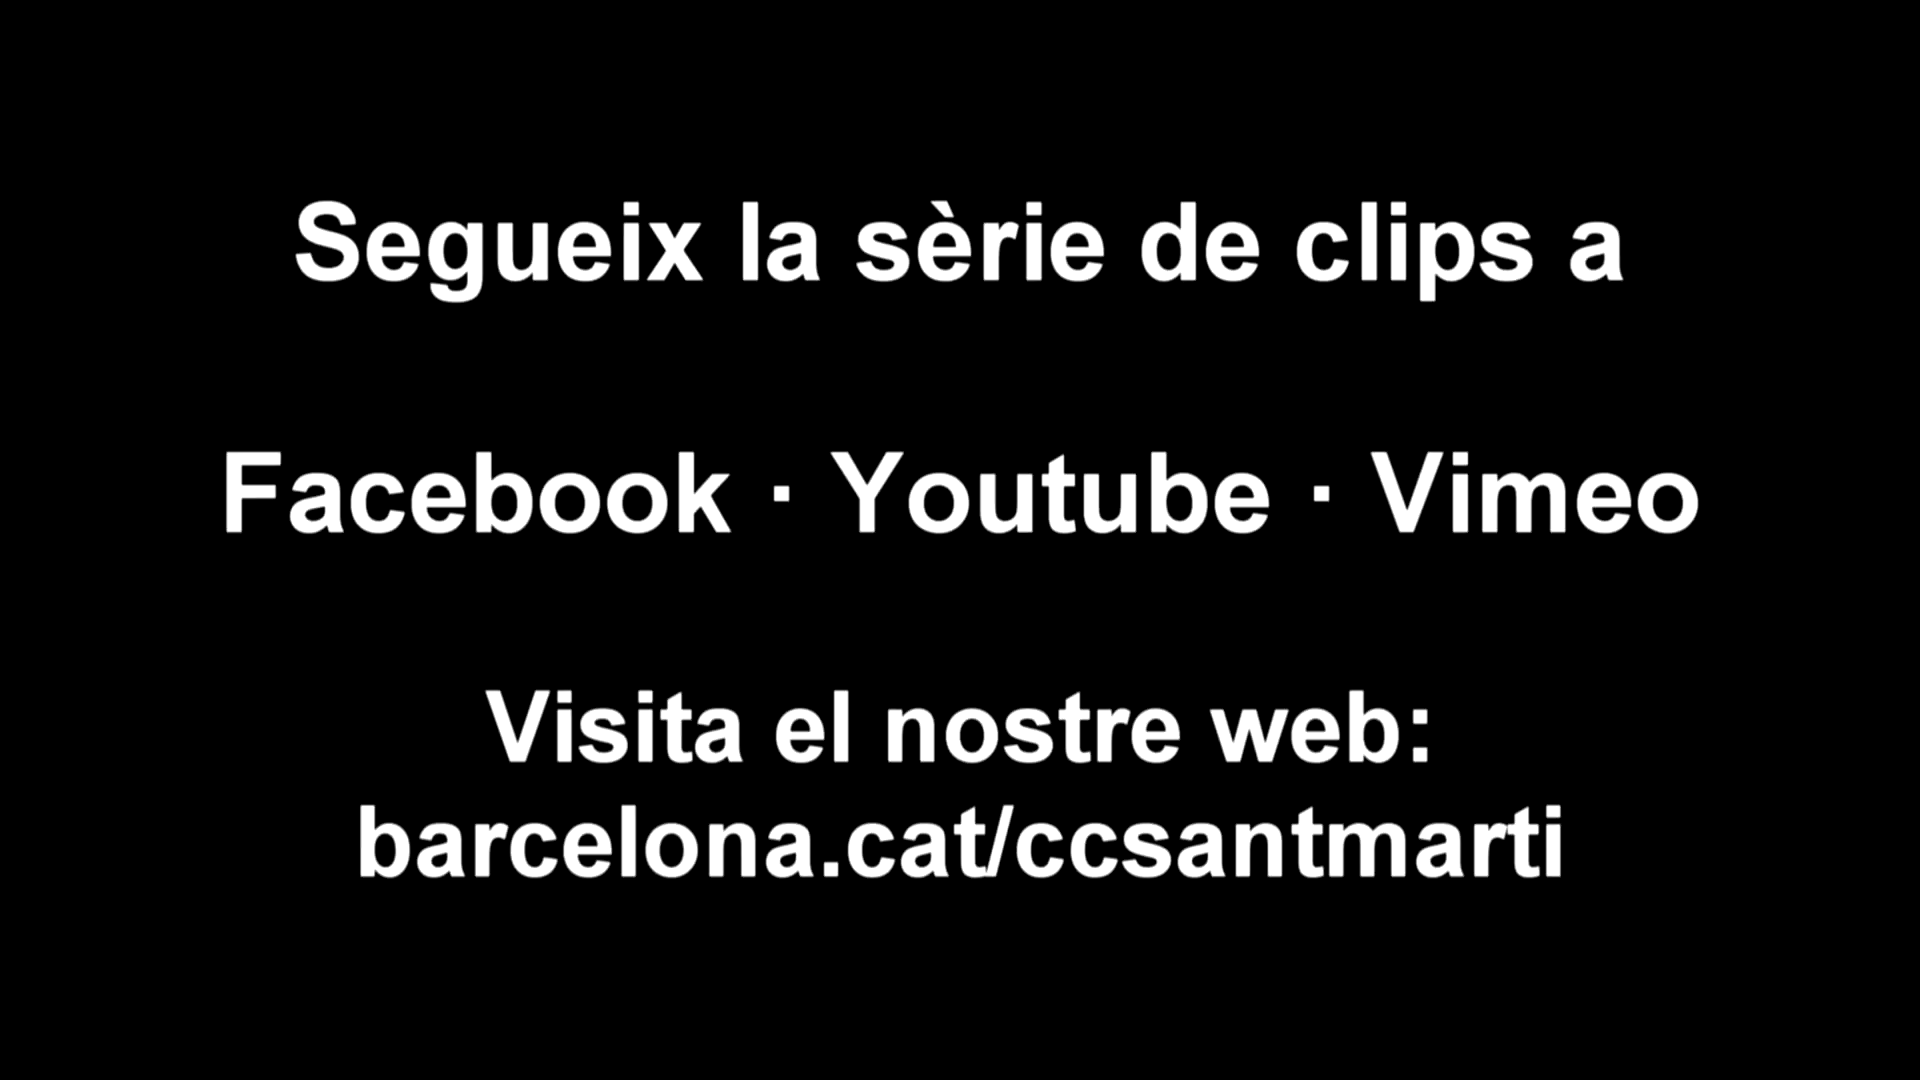 Segueix la sèrie de clips a
Facebook · Youtube · Vimeo
Visita el nostre web:
barcelona.cat/ccsantmarti